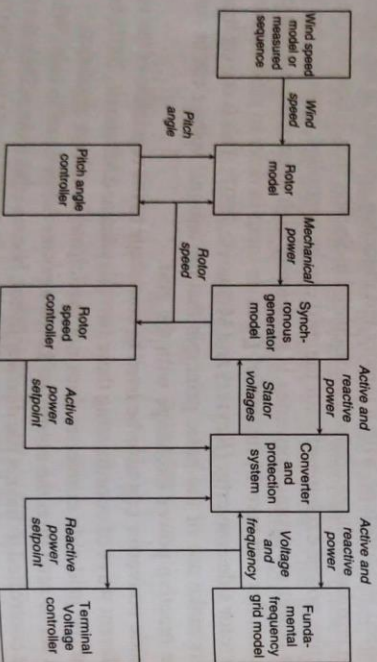 Wind speed
model or
measured
sequence
Wind
speed
Rotor
model
Pitch
angle
Pitch angle
controller
Mechanical
power
Rotor
speed
Synch-
ronous
generator
model
Rotor
speed
controller
Active and
reactive
power
Stator
voltages
Active
power
setpoint
Converter
and
protection
system
Reactive
power
setpoint
Active and
reactive
power
Voltage
and
frequency
Funda-
mental
frequency
grid model
Terminal
Voltage
controller